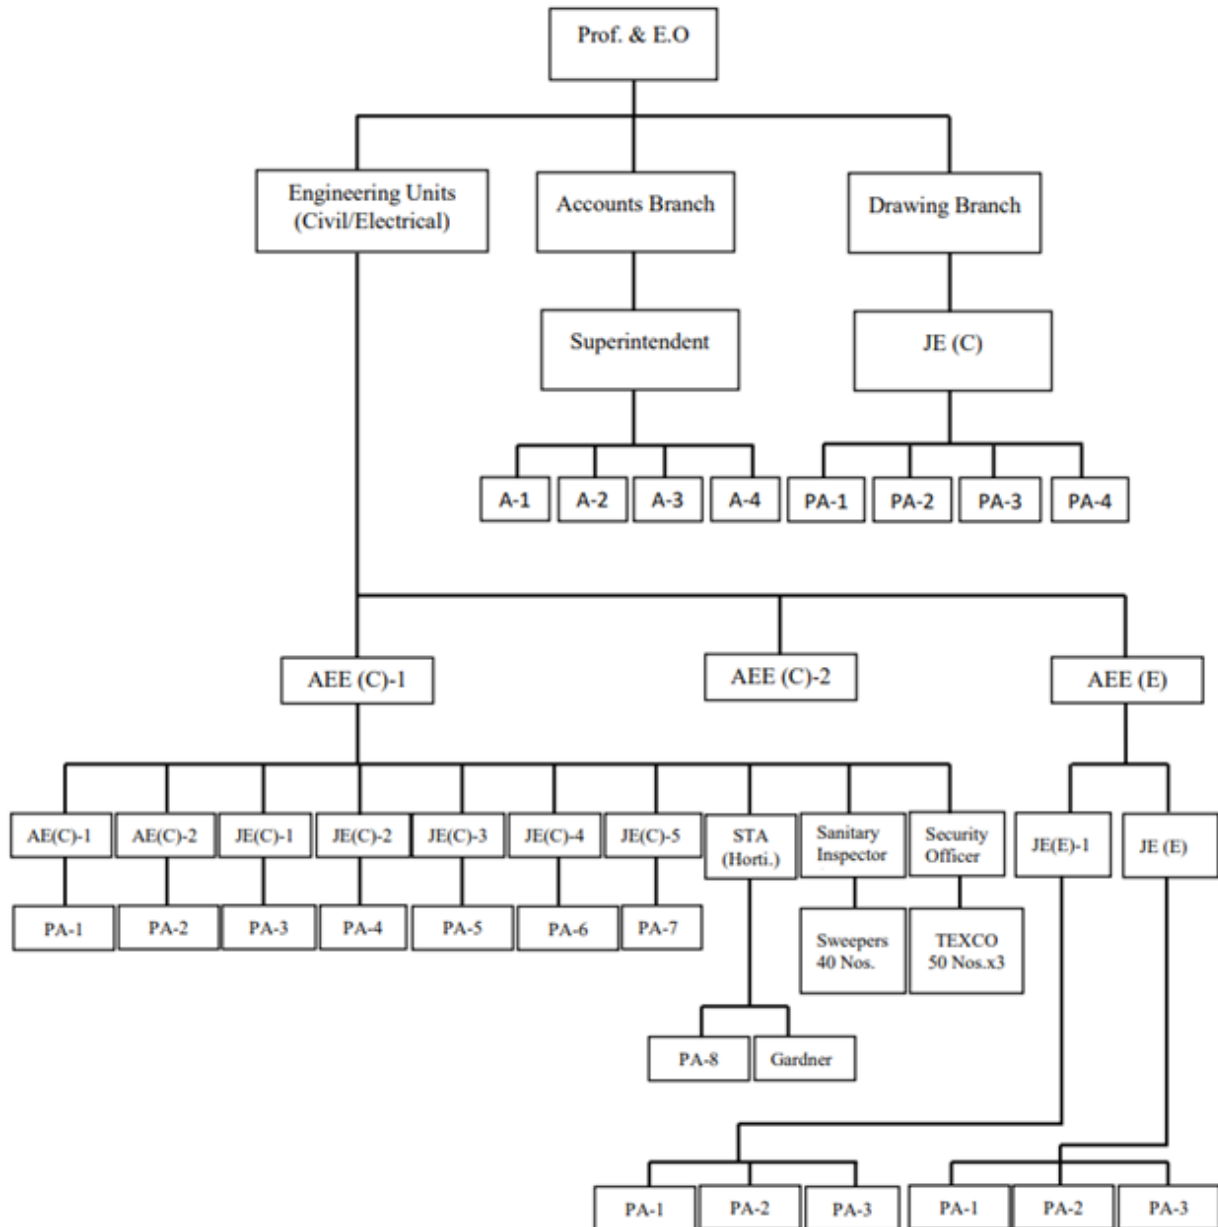 Prof. & E.O
Engineering Units
(Civil/Electrical)
Accounts Branch
Drawing Branch
Superintendent
JE (C)
A-1
A-2
A-3
A-4
PA-1
PA-2
PA-3
PA-4
AEE (C)-1
AEE (C)-2
AEE (E)
AE(C)-1
AE(C)-2
JE(C)-1
JE(C)-2
JE(C)-3
JE(C)-4
JE(C)-5
STA
(Horti.)
Sanitary
Inspector
Security
Officer
JE(E)-1
JE (E)
PA-1
PA-2
PA-3
PA-4
PA-5
PA-6
PA-7
Sweepers
40 Nos.
TEXCO
50 Nos.x3
PA-8
Gardner
PA-1
PA-2
PA-3
PA-1
PA-2
PA-3